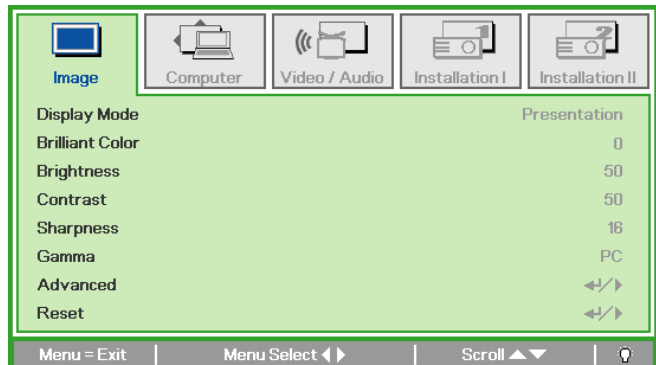 Image Computer Video / Audio Installation I Installation II
Display Mode Presentation
Brilliant Color 0
Brightness 50
Contrast 50
Sharpness 16
Gamma PC
Advanced
Reset
Menu = Exit Menu Select Scroll